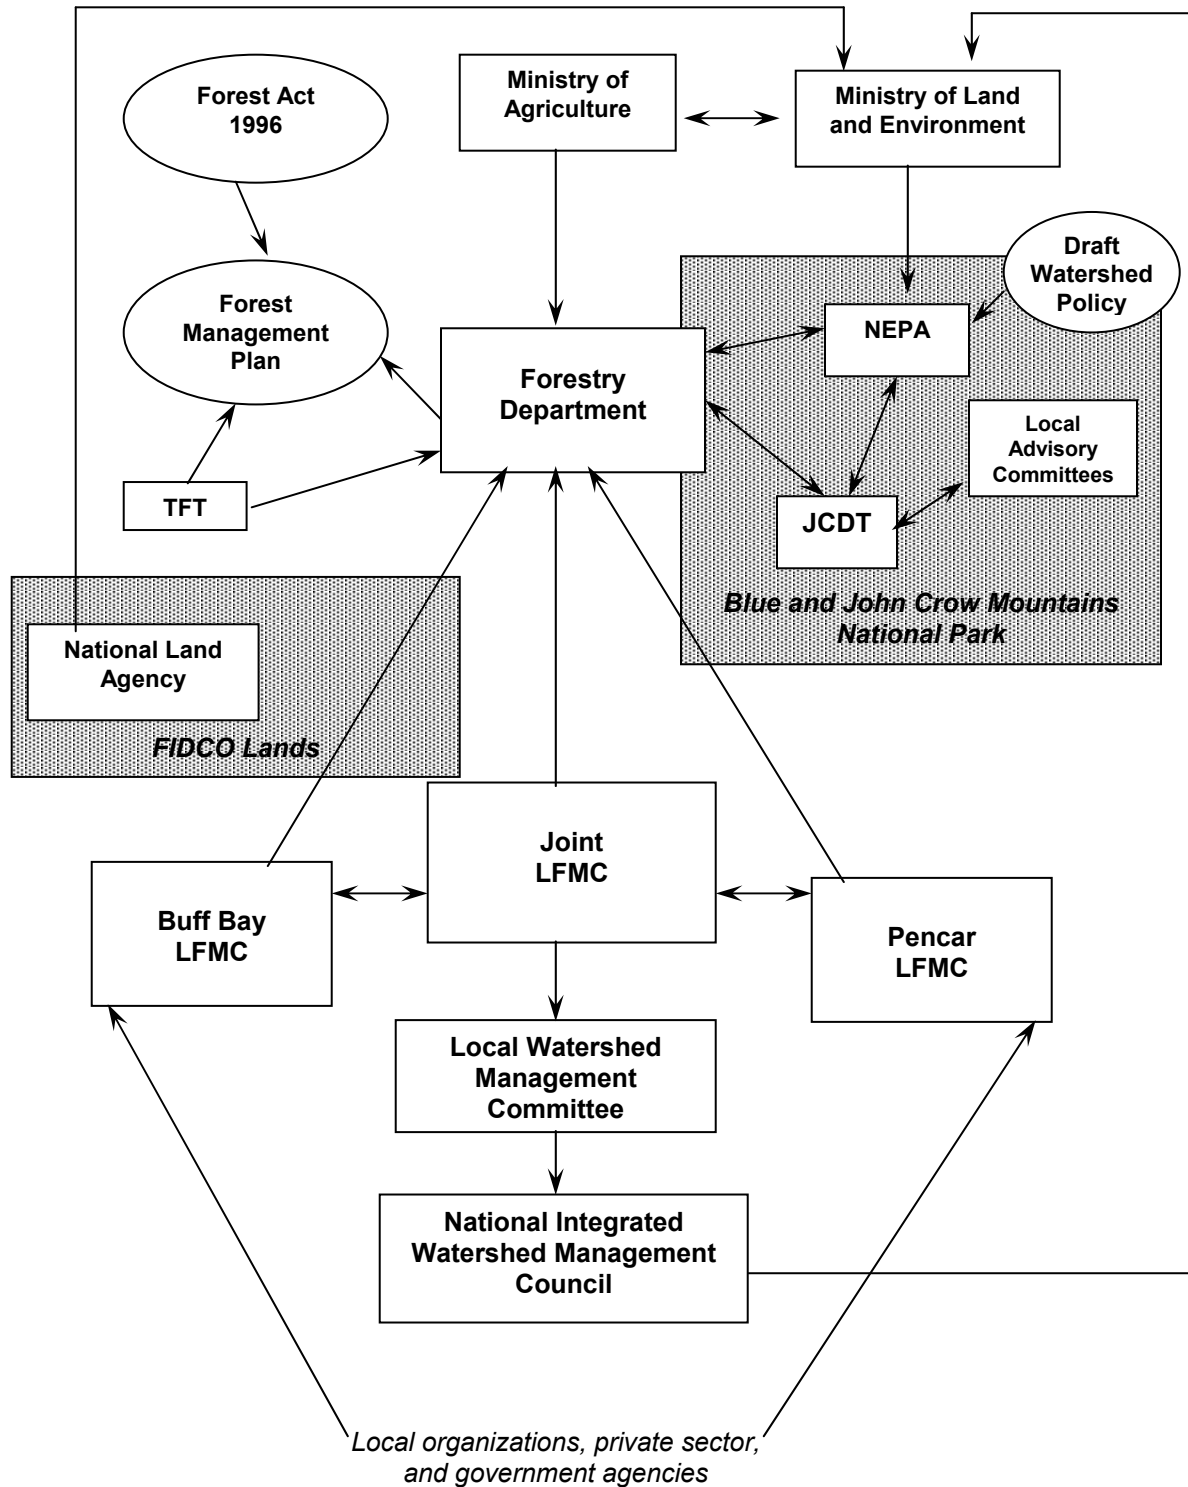 Forest Act
1996
Ministry of
Agriculture
Ministry of Land
and Environment
Draft
Watershed
Policy
Forest
Management
Plan
NEPA
Forestry
Department
Local
Advisory
Committees
TFT
JCDT
Blue and John Crow Mountains
National Park
National Land
Agency
FIDCO Lands
Joint
LFMC
Buff Bay
LFMC
Pencar
LFMC
Local Watershed
Management
Committee
National Integrated
Watershed Management
Council
Local organizations, private sector,
and government agencies